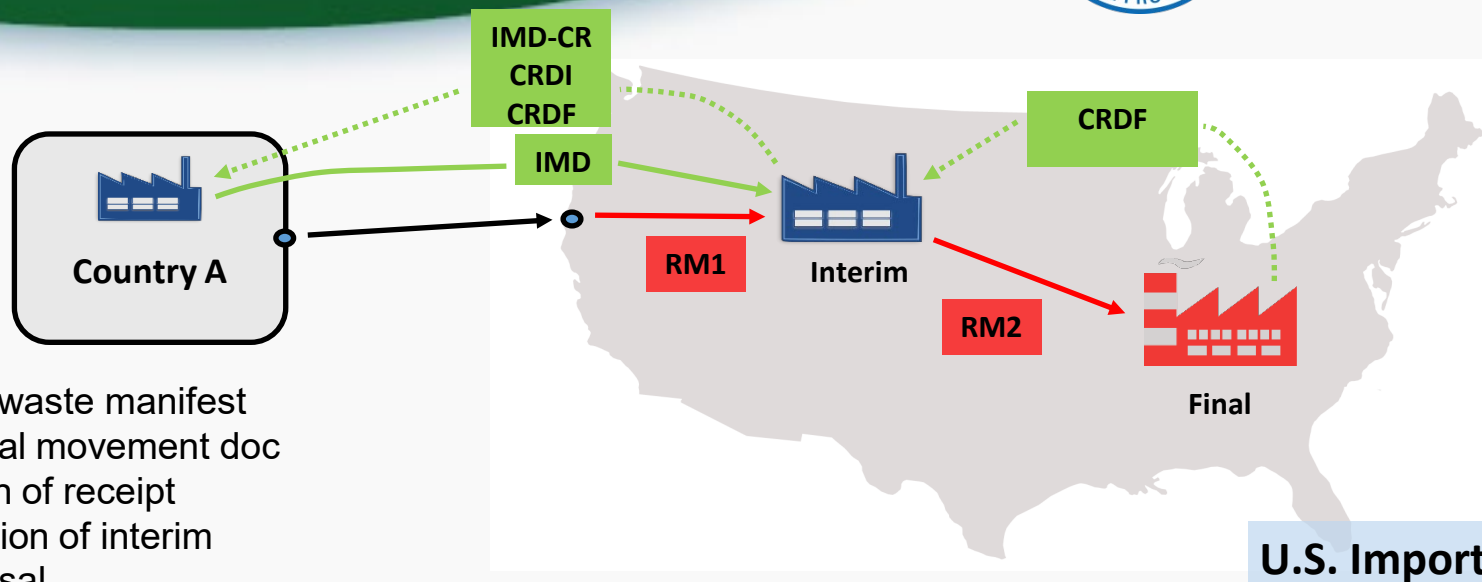 IMD-CR
CRDI
CRDF
CRDF
IMD
Country A
RM1
Interim
RM2
Final
waste manifest
al movement doc
of receipt
ion of interim
U.S. Import